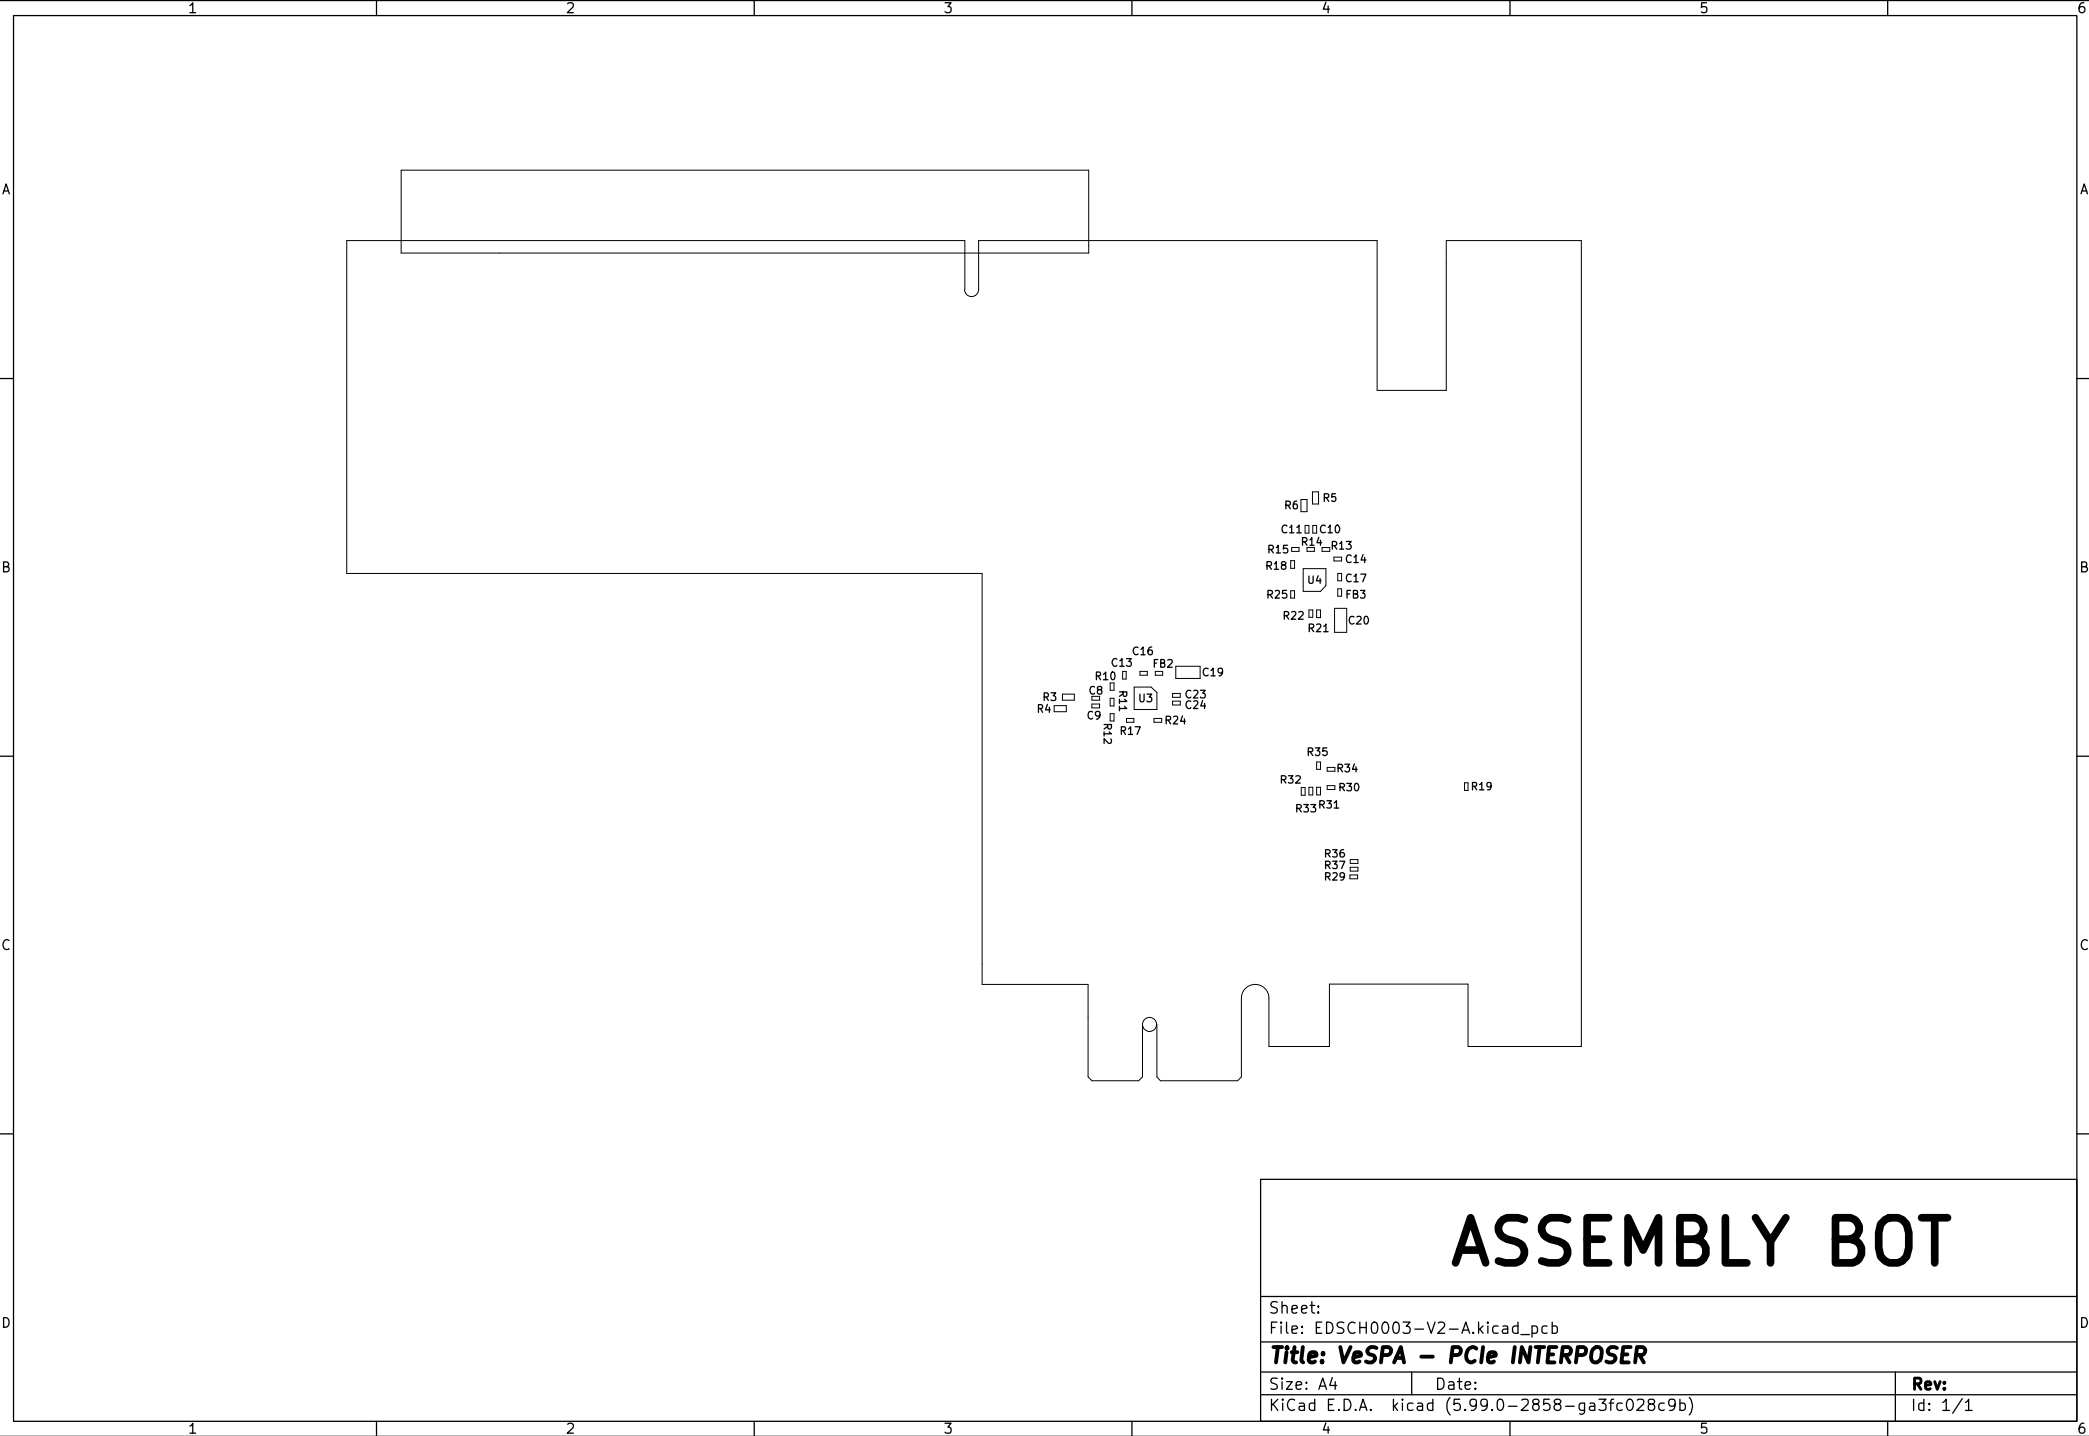 1 2 3 4 5 6
A A
R6 R5
C11 C10
R14
R15 R13
C14
R18
U4 C17
R25 FB3
R22 C20
R21
C16
C13 FB2
R10 C19
C8
R3 R11 U3 C23
R4 C24
C9
R12 R17 R24
B B
R35
R34
R32
R30 R19
R33 R31
R36
R37
R29
C C
ASSEMBLY BOT
Sheet:
File: EDSCH0003-V2-A.kicad_pcb
D D
Title: VeSPA - PCIe INTERPOSER
Size: A4 Date: Rev:
KiCad E.D.A. kicad (5.99.0-2858-ga3fc028c9b) Id: 1/1
1 2 3 4 5 6